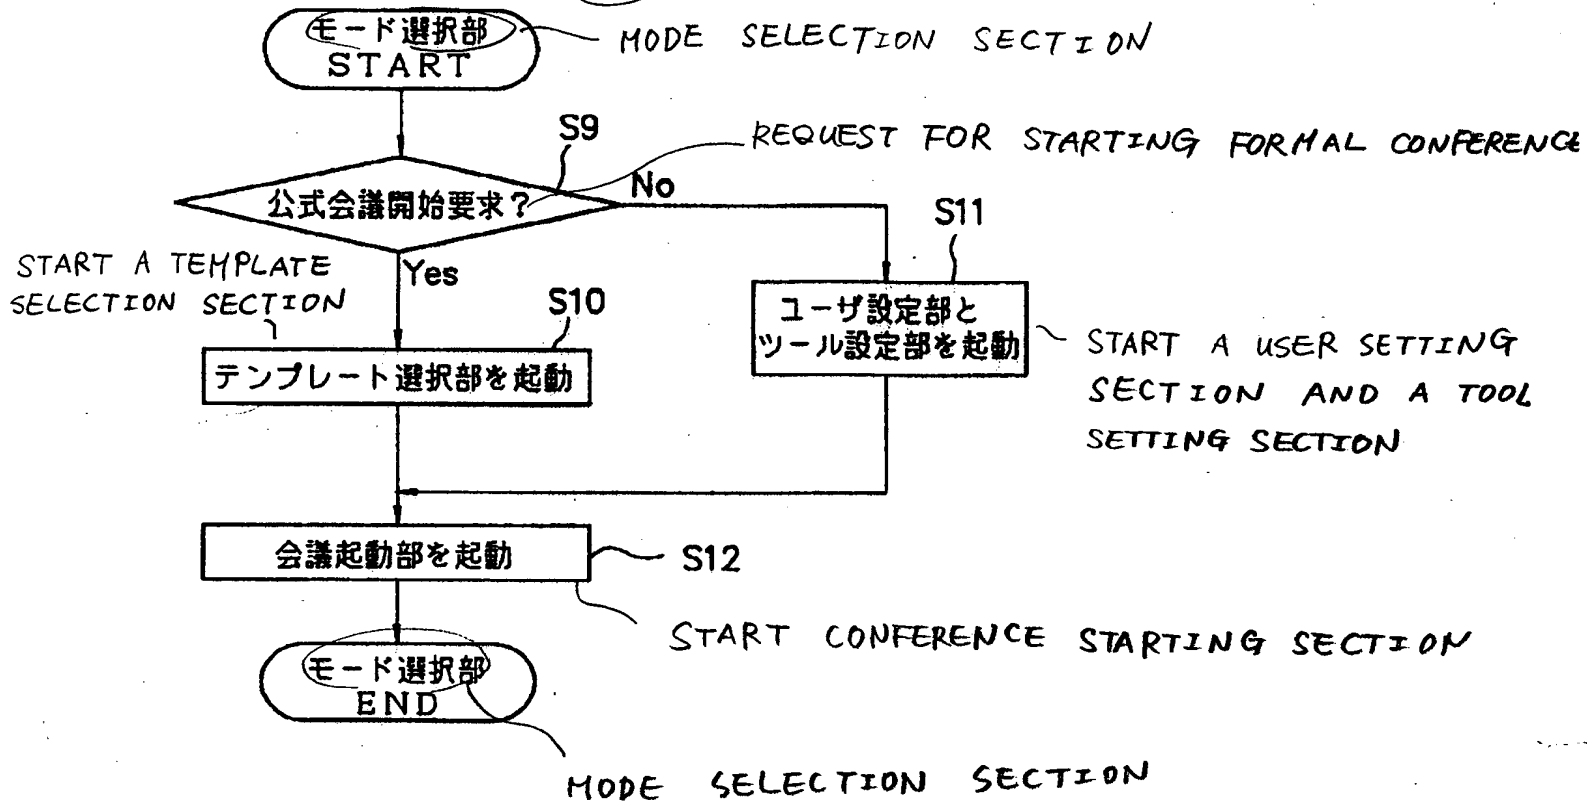 モード選択部
START
MODE SELECTION SECTION
S9
REQUEST FOR STARTING FORMAL CONFERENCE
公式会議開始要求?
No
S11
START A TEMPLATE
SELECTION SECTION
Yes
S10
ユーザ設定部と
ツール設定部を起動
START A USER SETTING
SECTION AND A TOOL
SETTING SECTION
テンプレート選択部を起動
会議起動部を起動
S12
START CONFERENCE STARTING SECTION
モード選択部
END
MODE SELECTION SECTION